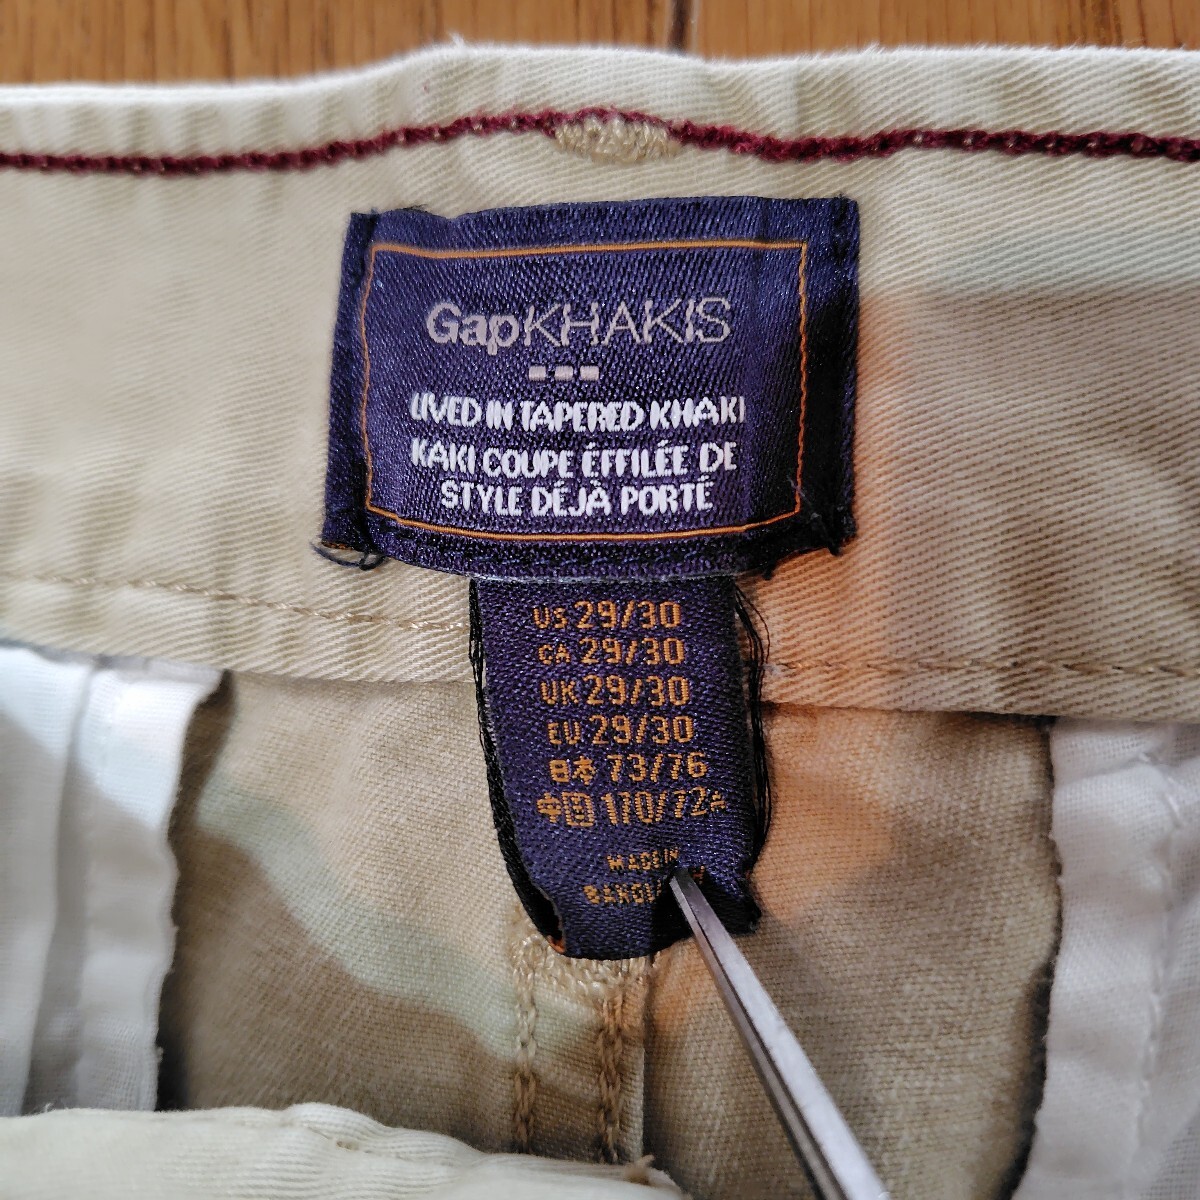 GapKHAKIS
LIVED IN TAPERED KHAKI
KAKI COUPE ÉFFILÉE DE
STYLE DÉJÀ PORTÉ
US 29/30
CA 29/30
UK 29/30
EU 29/30
日本 73/76
中国 170/72A
MADE IN